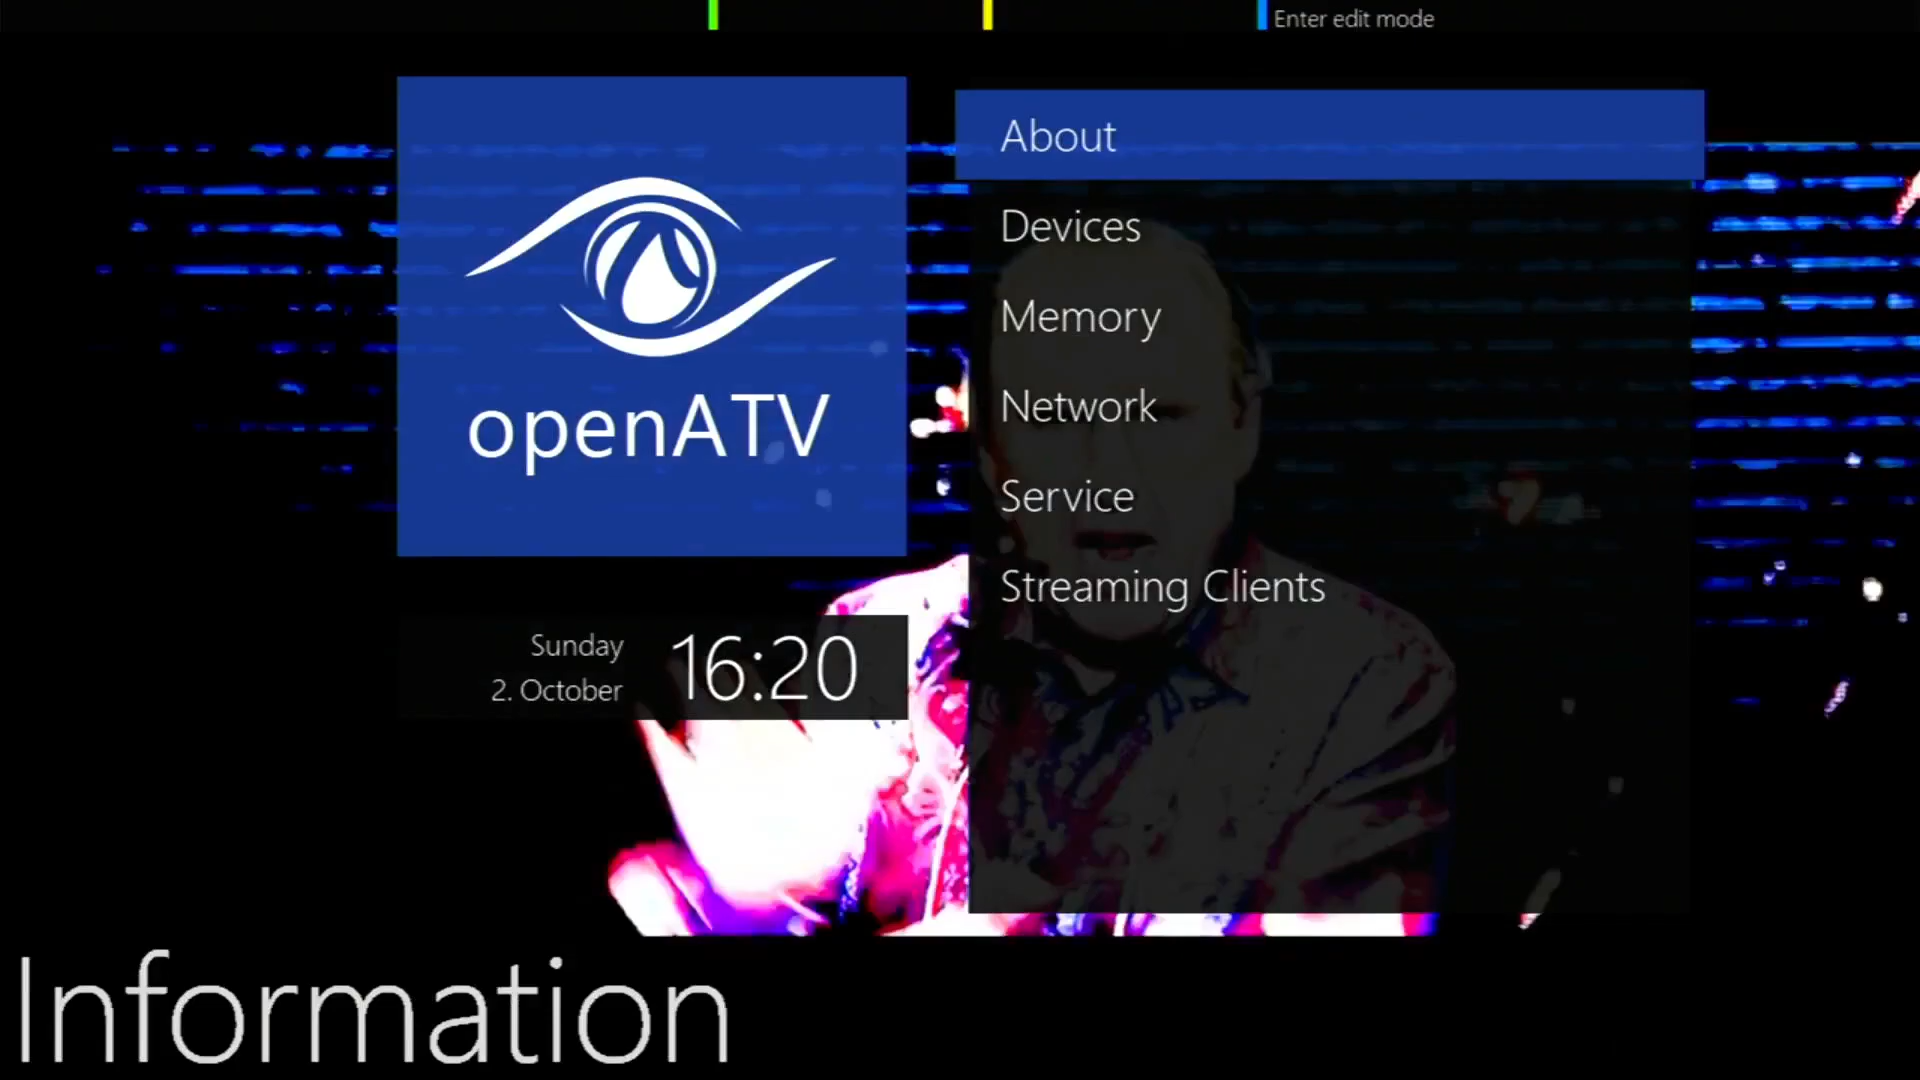 Enter edit mode
openATV
About
Devices
Memory
Network
Service
Streaming Clients
Sunday
2. October
16:20
Information